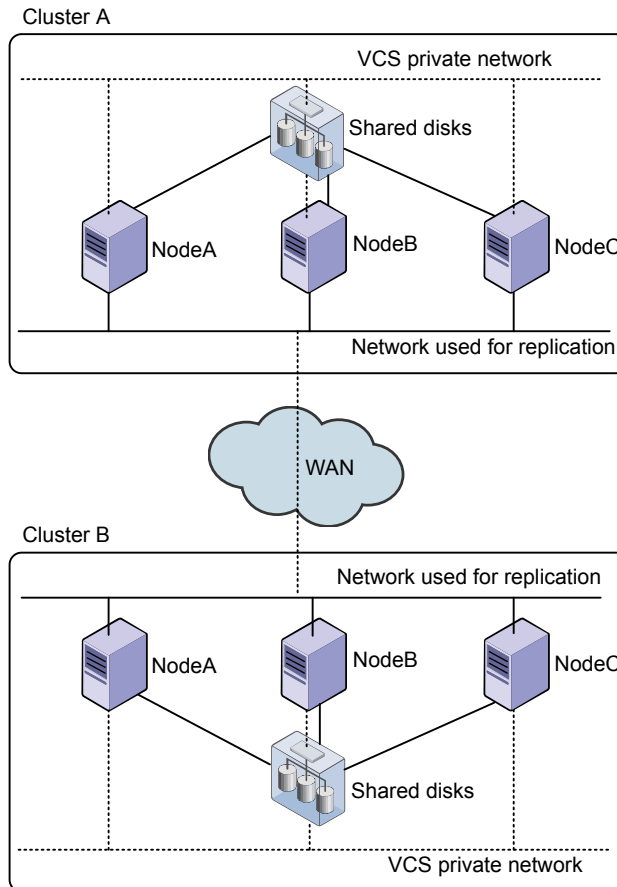 Cluster A
VCS private network
Shared disks
NodeA
NodeB
NodeC
Network used for replication
WAN
Cluster B
Network used for replication
NodeA
NodeB
NodeC
Shared disks
VCS private network